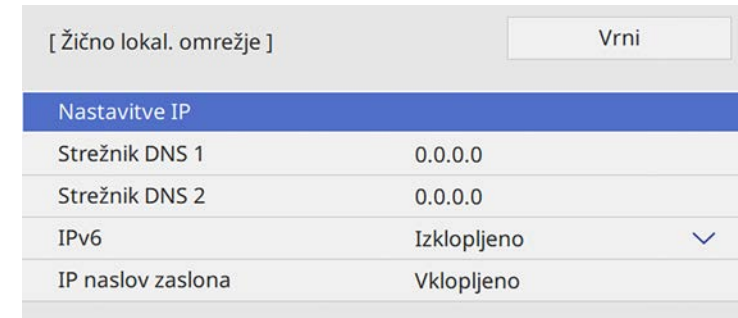 [ Žično lokal. omrežje ]
Vrni
Nastavitve IP
Strežnik DNS 1 0.0.0.0
Strežnik DNS 2 0.0.0.0
IPv6 Izklopljeno
IP naslov zaslona Vklopljeno